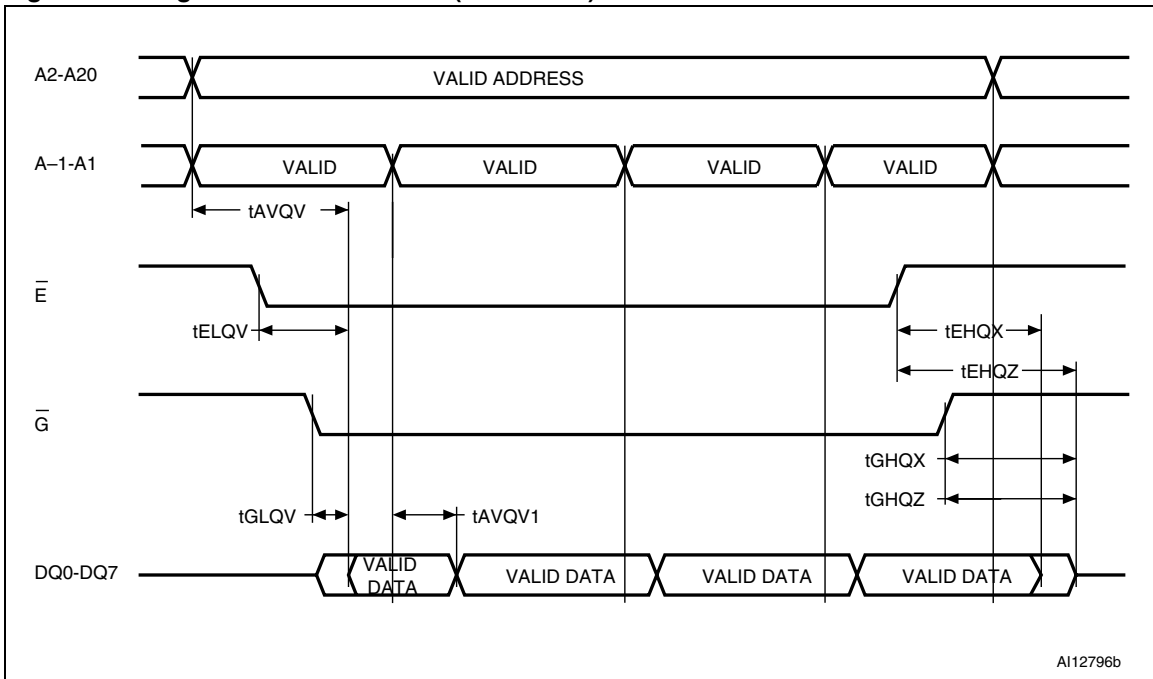 A2-A20
VALID ADDRESS
A–1-A1
VALID
VALID
VALID
VALID
tAVQV
E
tELQV
tEHQX
tEHQZ
G
tGHQX
tGHQZ
tGLQV
tAVQV1
DQ0-DQ7
VALID
DATA
VALID DATA
VALID DATA
VALID DATA
AI12796b